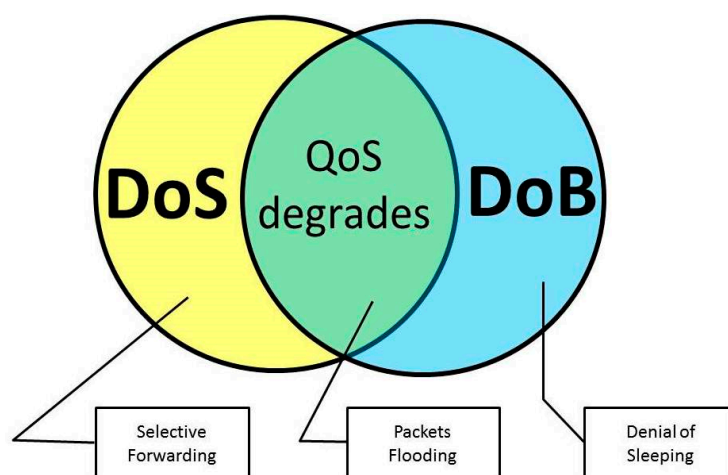 DoS
QoS
degrades
DoB
Selective
Forwarding
Packets
Flooding
Denial of
Sleeping